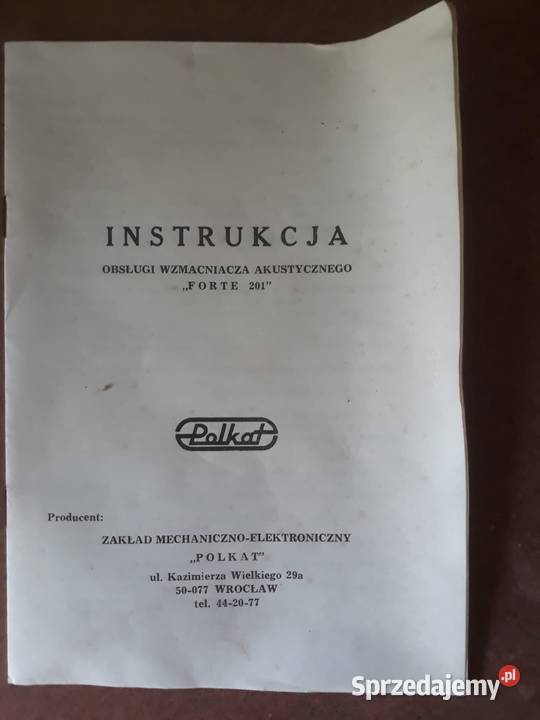 INSTRUKCJA
OBSŁUGI WZMACNIACZA AKUSTYCZNEGO
„FORTE 201”
Polkat
Producent:
ZAKŁAD MECHANICZNO-ELEKTRONICZNY
„POLKAT”
ul. Kazimierza Wielkiego 29a
50-077 WROCŁAW
tel. 44-20-77
Sprzedajemy.pl